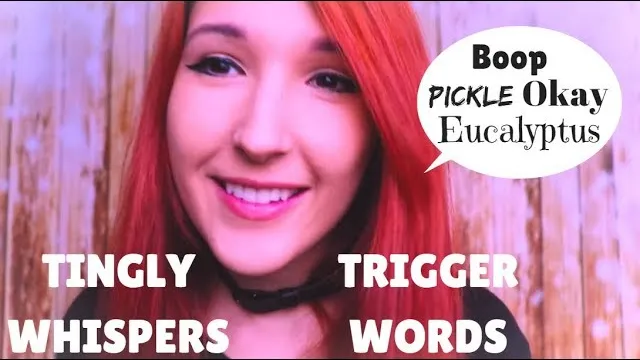 Boop
PICKLE Okay
Eucalyptus
TINGLY TRIGGER
WHISPERS WORDS